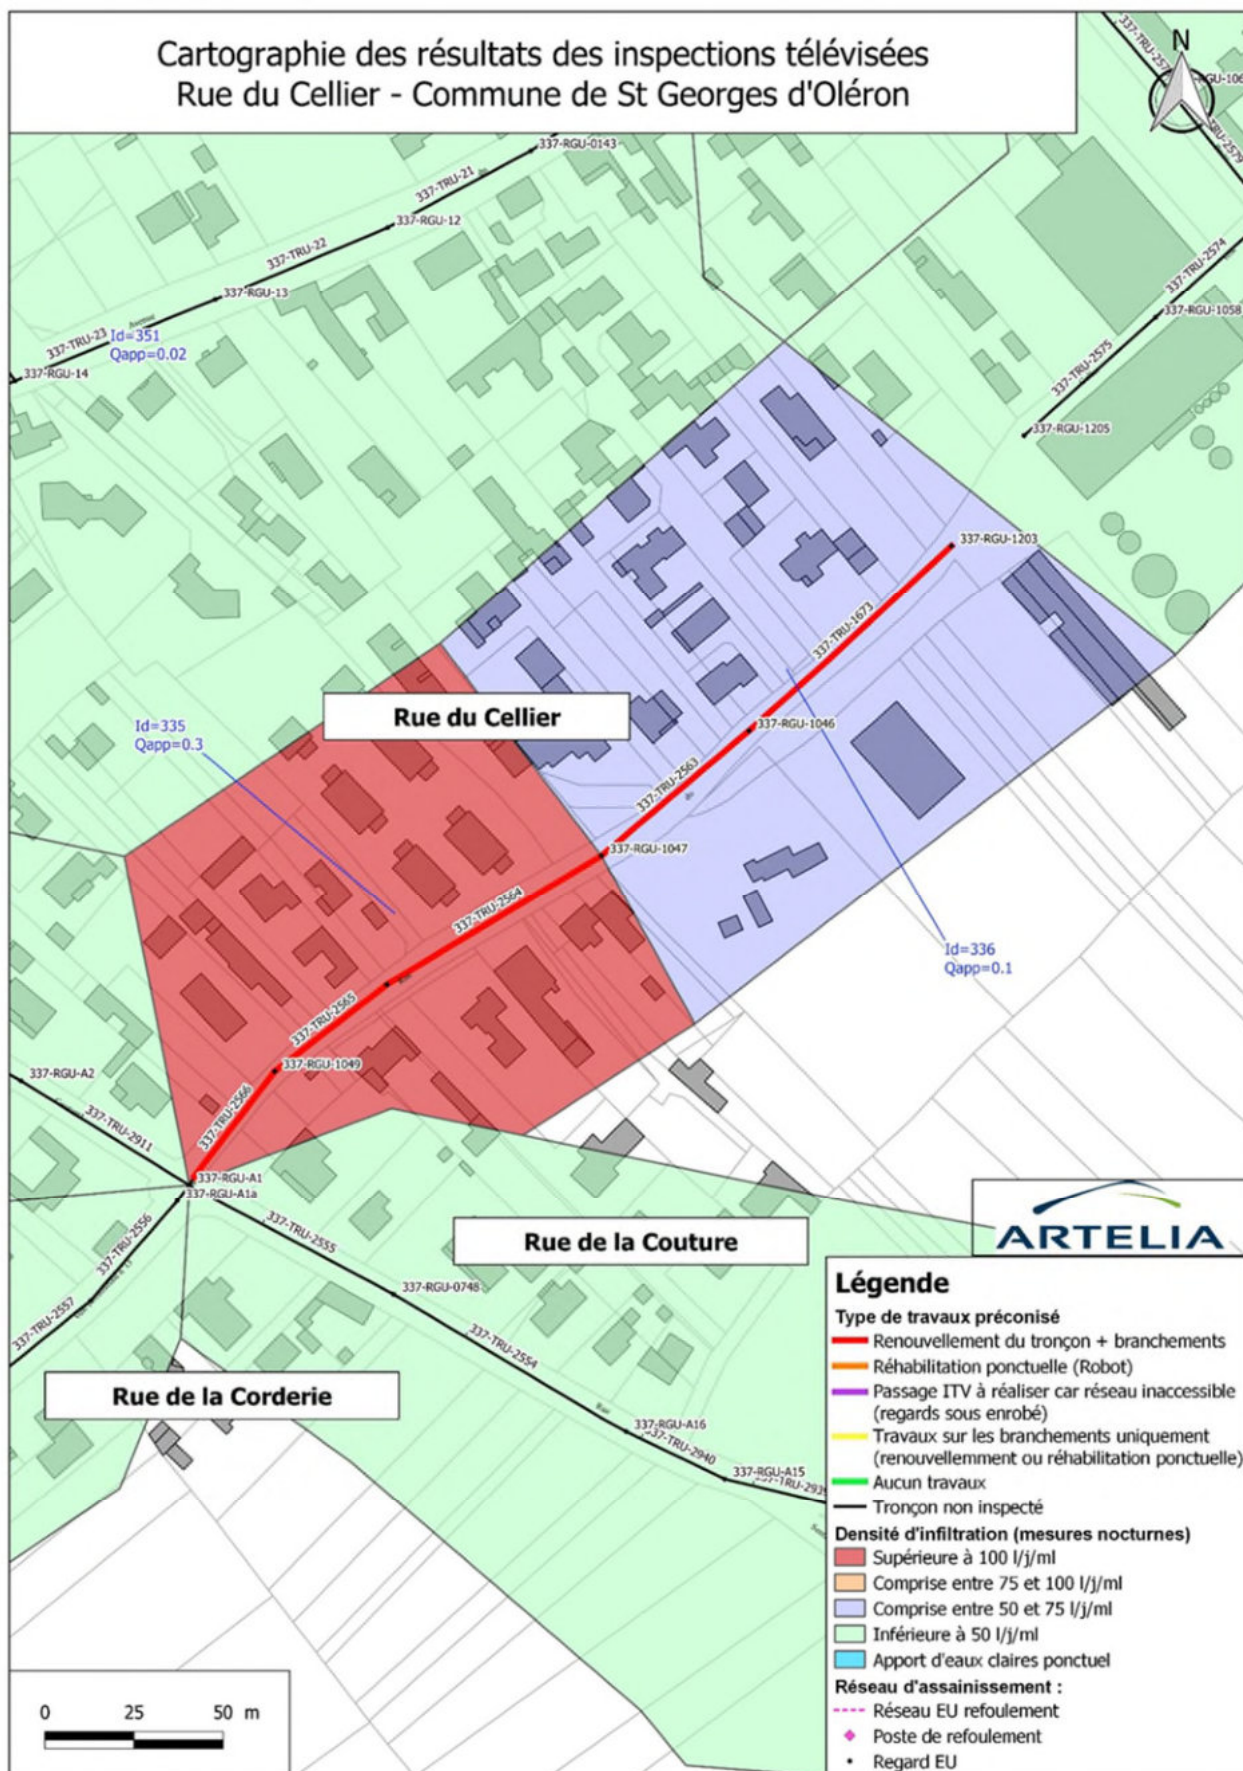 Cartographie des résultats des inspections télévisées
Rue du Cellier - Commune de St Georges d'Oléron
N
337-RGU-0143
337-TRU-21
337-RGU-12
337-TRU-22
337-RGU-13
337-TRU-23
Id=351
Qapp=0.02
337-RGU-14
337-TRU-2579
337-TRU-2574
337-RGU-1058
337-TRU-2575
337-RGU-1205
337-RGU-1203
337-TRU-1673
337-RGU-1046
337-TRU-2563
337-RGU-1047
Rue du Cellier
Id=335
Qapp=0.3
337-TRU-2564
337-TRU-2565
337-RGU-1049
337-TRU-2566
Id=336
Qapp=0.1
337-RGU-A2
337-TRU-2911
337-RGU-A1
337-RGU-A1a
337-TRU-2556
337-TRU-2557
337-TRU-2555
337-RGU-0748
337-TRU-2554
Rue de la Couture
Rue de la Corderie
337-RGU-A16
337-TRU-2940
337-RGU-A15
ARTELIA
Légende
Type de travaux préconisé
Renouvellement du tronçon + branchements
Réhabilitation ponctuelle (Robot)
Passage ITV à réaliser car réseau inaccessible
(regards sous enrobé)
Travaux sur les branchements uniquement
(renouvellemment ou réhabilitation ponctuelle)
Aucun travaux
Tronçon non inspecté
Densité d'infiltration (mesures nocturnes)
Supérieure à 100 l/j/ml
Comprise entre 75 et 100 l/j/ml
Comprise entre 50 et 75 l/j/ml
Inférieure à 50 l/j/ml
Apport d'eaux claires ponctuel
Réseau d'assainissement :
Réseau EU refoulement
Poste de refoulement
Regard EU
0 25 50 m